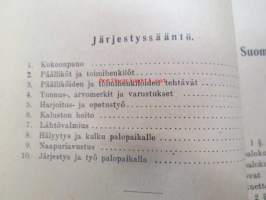 Järjestyssääntö.
1. Kokoonpano
2. Päälliköt ja toimihenkilöt
3. Päälliköiden ja toimihenkilöiden tehtävät
4. Tunnus-, arvomerkit ja varustukset
5. Harjoitus- ja opetustyö
6. Kaluston hoito
7. Lähtövalmius
8. Hälyytys ja kulku palopaikalle
9. Naapuriavustus
10. Järjestys ja työ palopaikalla.
Suom
1 §.